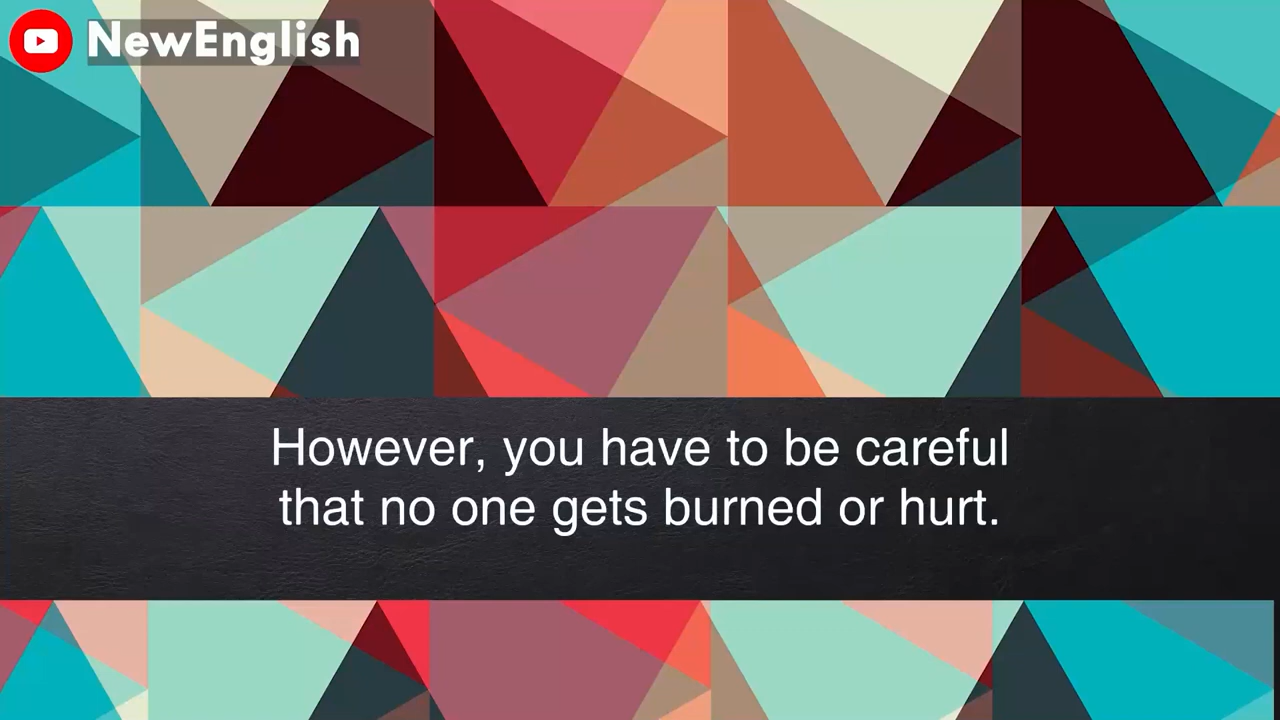 NewEnglish
However, you have to be careful
that no one gets burned or hurt.